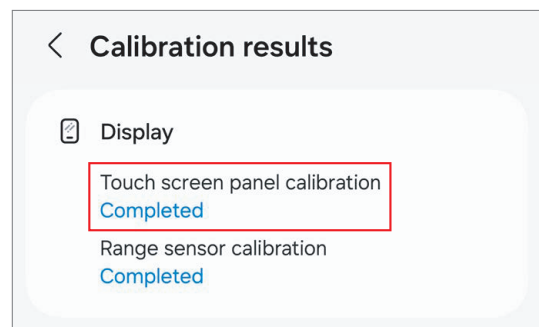 Calibration results
Display
Touch screen panel calibration
Completed
Range sensor calibration
Completed